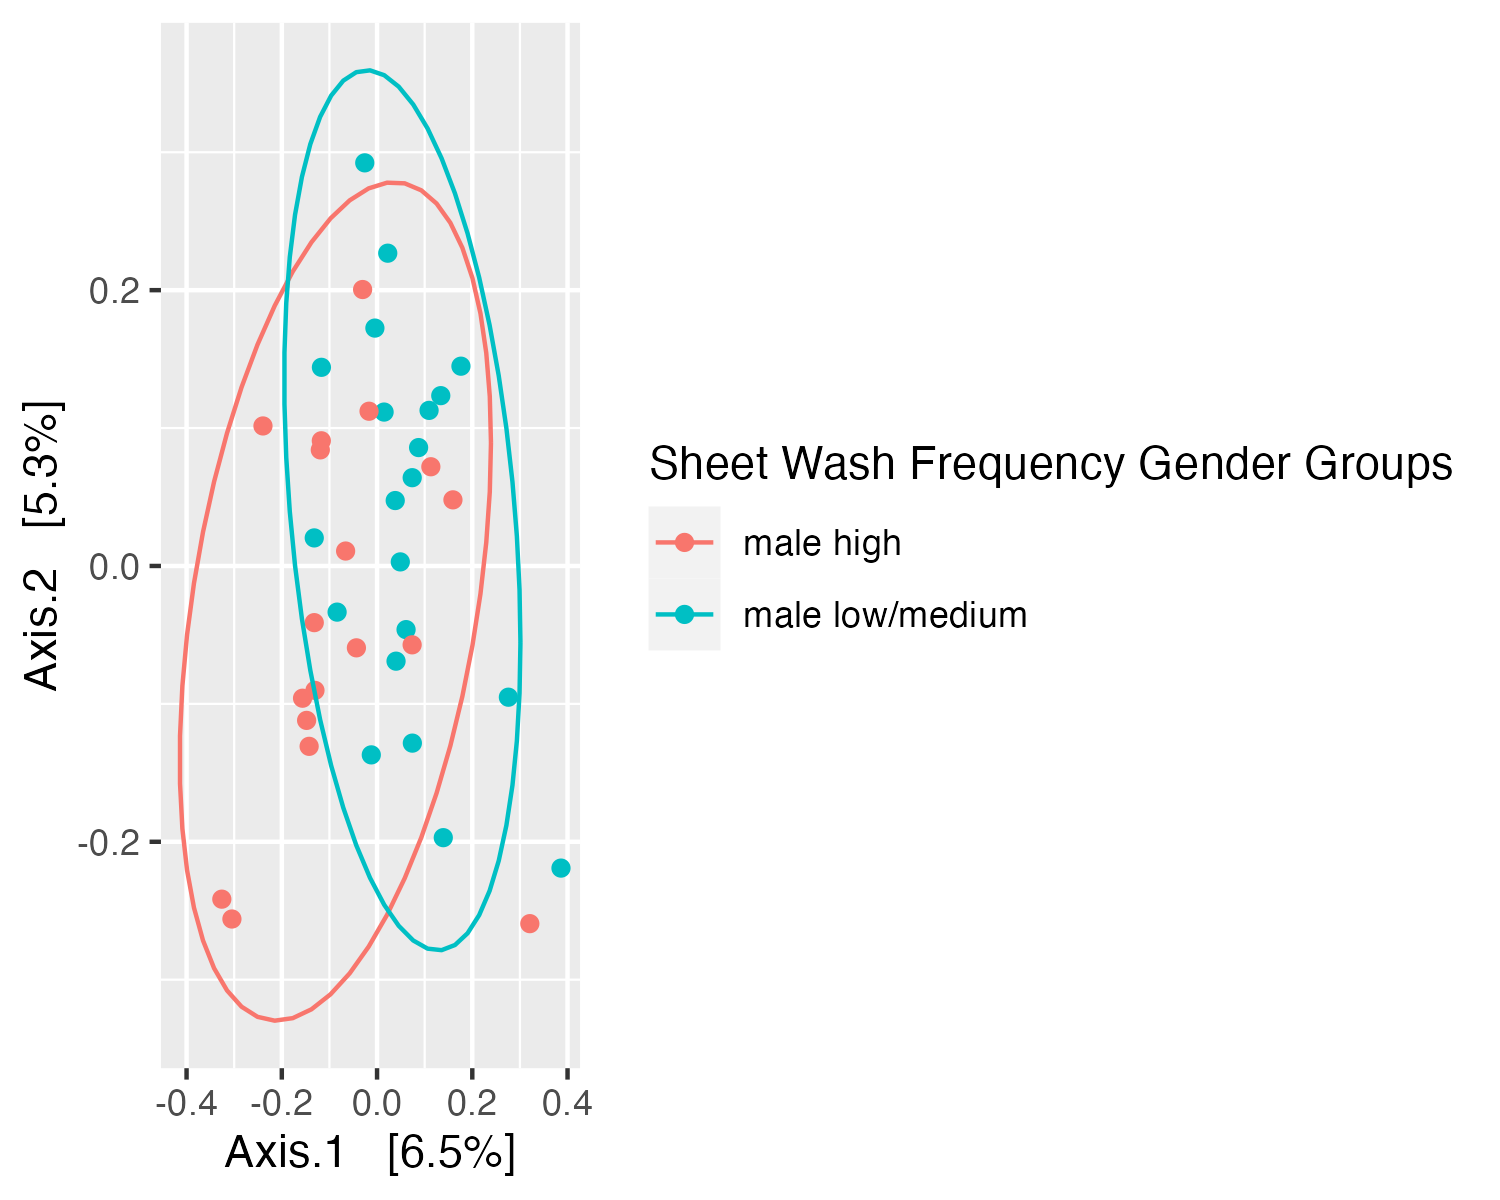 Axis.2 [5.3%]
0.2
0.0
-0.2
-0.4 -0.2 0.0 0.2 0.4
Axis.1 [6.5%]
Sheet Wash Frequency Gender Groups
male high
male low/medium